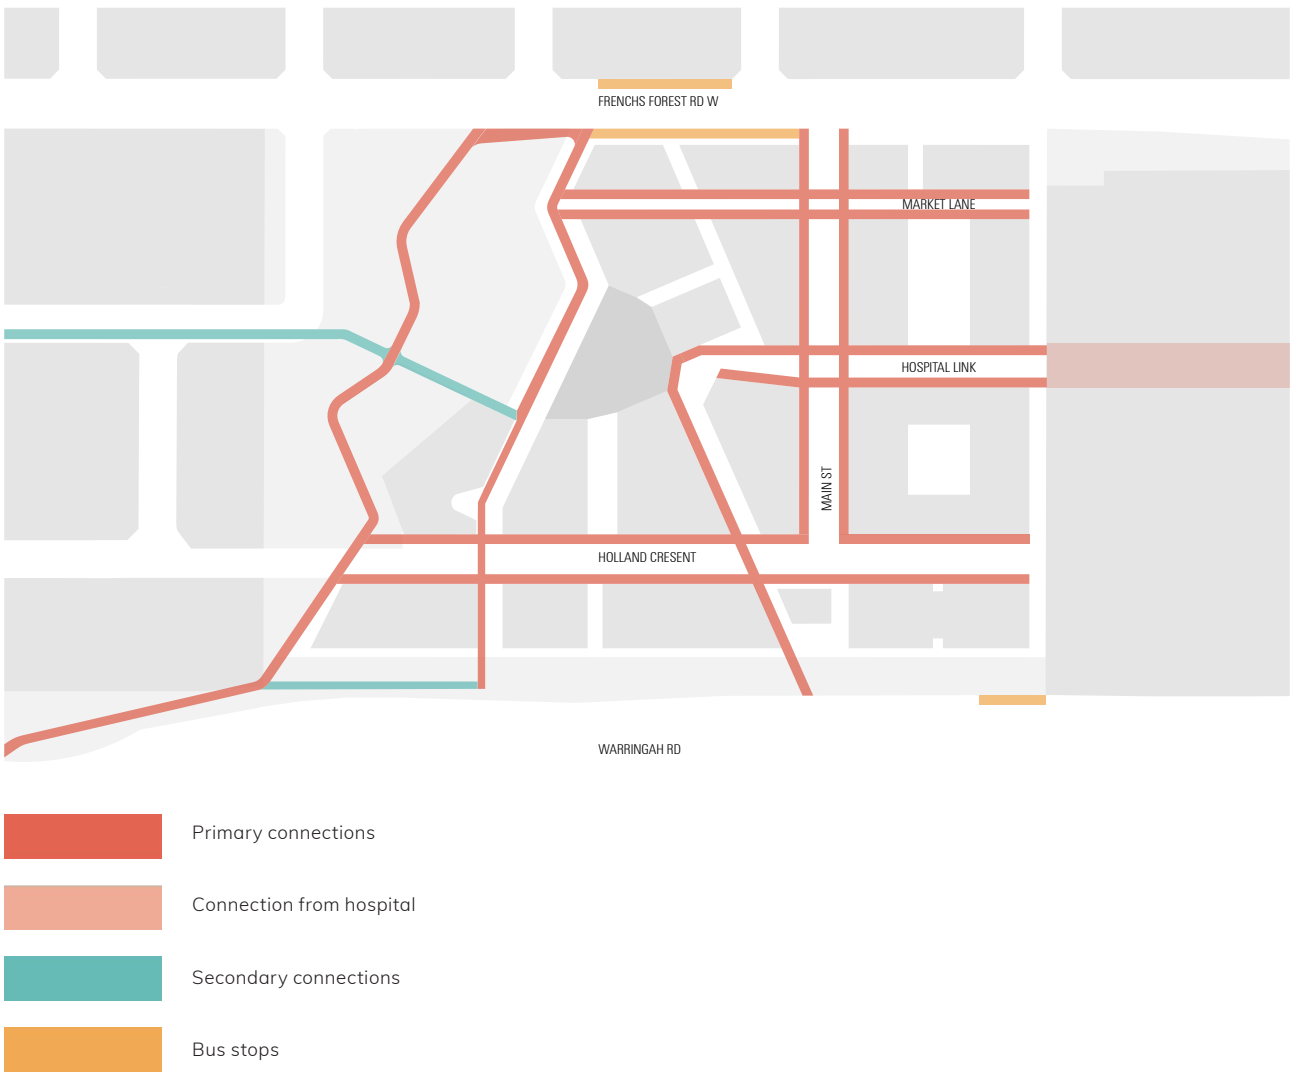 FRENCHS FOREST RD W
MARKET LANE
HOSPITAL LINK
MAIN ST
HOLLAND CRESENT
WARRINGAH RD
Primary connections
Connection from hospital
Secondary connections
Bus stops